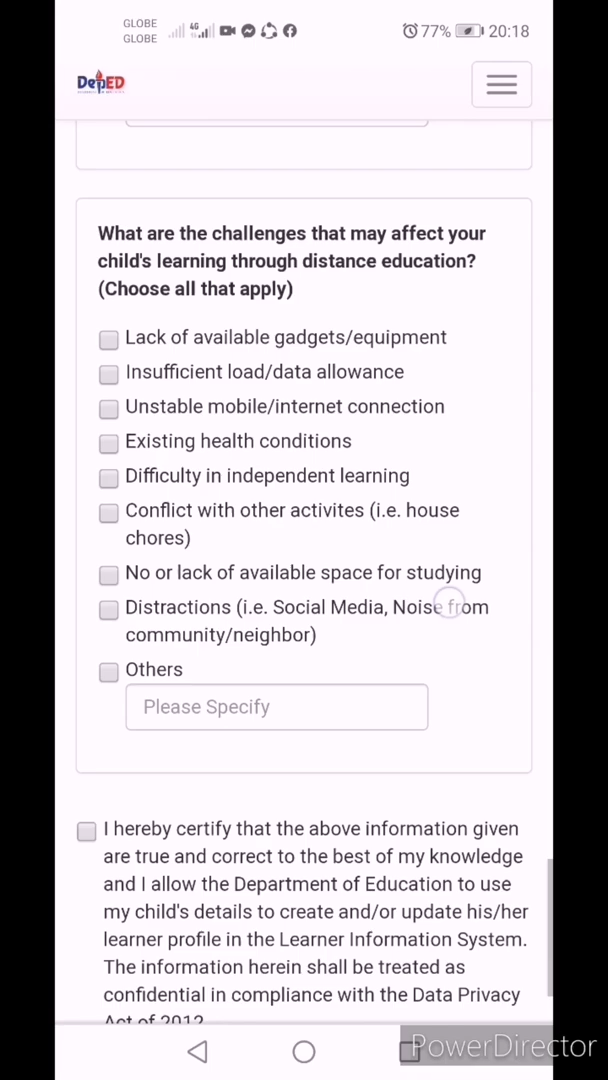 GLOBE
GLOBE
4G
77%
20:18
DepED
What are the challenges that may affect your
child's learning through distance education?
(Choose all that apply)
Lack of available gadgets/equipment
Insufficient load/data allowance
Unstable mobile/internet connection
Existing health conditions
Difficulty in independent learning
Conflict with other activites (i.e. house
chores)
No or lack of available space for studying
Distractions (i.e. Social Media, Noise from
community/neighbor)
Others
Please Specify
I hereby certify that the above information given
are true and correct to the best of my knowledge
and I allow the Department of Education to use
my child's details to create and/or update his/her
learner profile in the Learner Information System.
The information herein shall be treated as
confidential in compliance with the Data Privacy
Act of 2012
PowerDirector